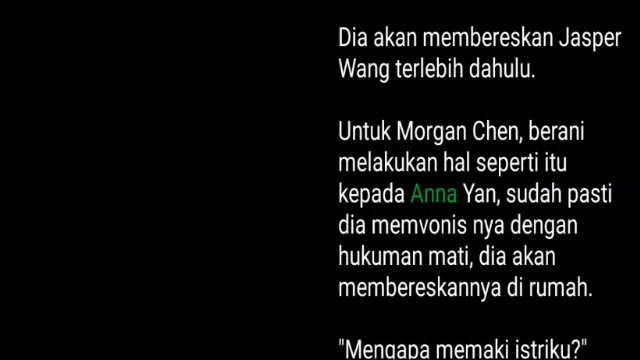 Dia akan membereskan Jasper
Wang terlebih dahulu.
Untuk Morgan Chen, berani
melakukan hal seperti itu
kepada Anna Yan, sudah pasti
dia memvonis nya dengan
hukuman mati, dia akan
membereskannya di rumah.
"Mengapa memaki istriku?"